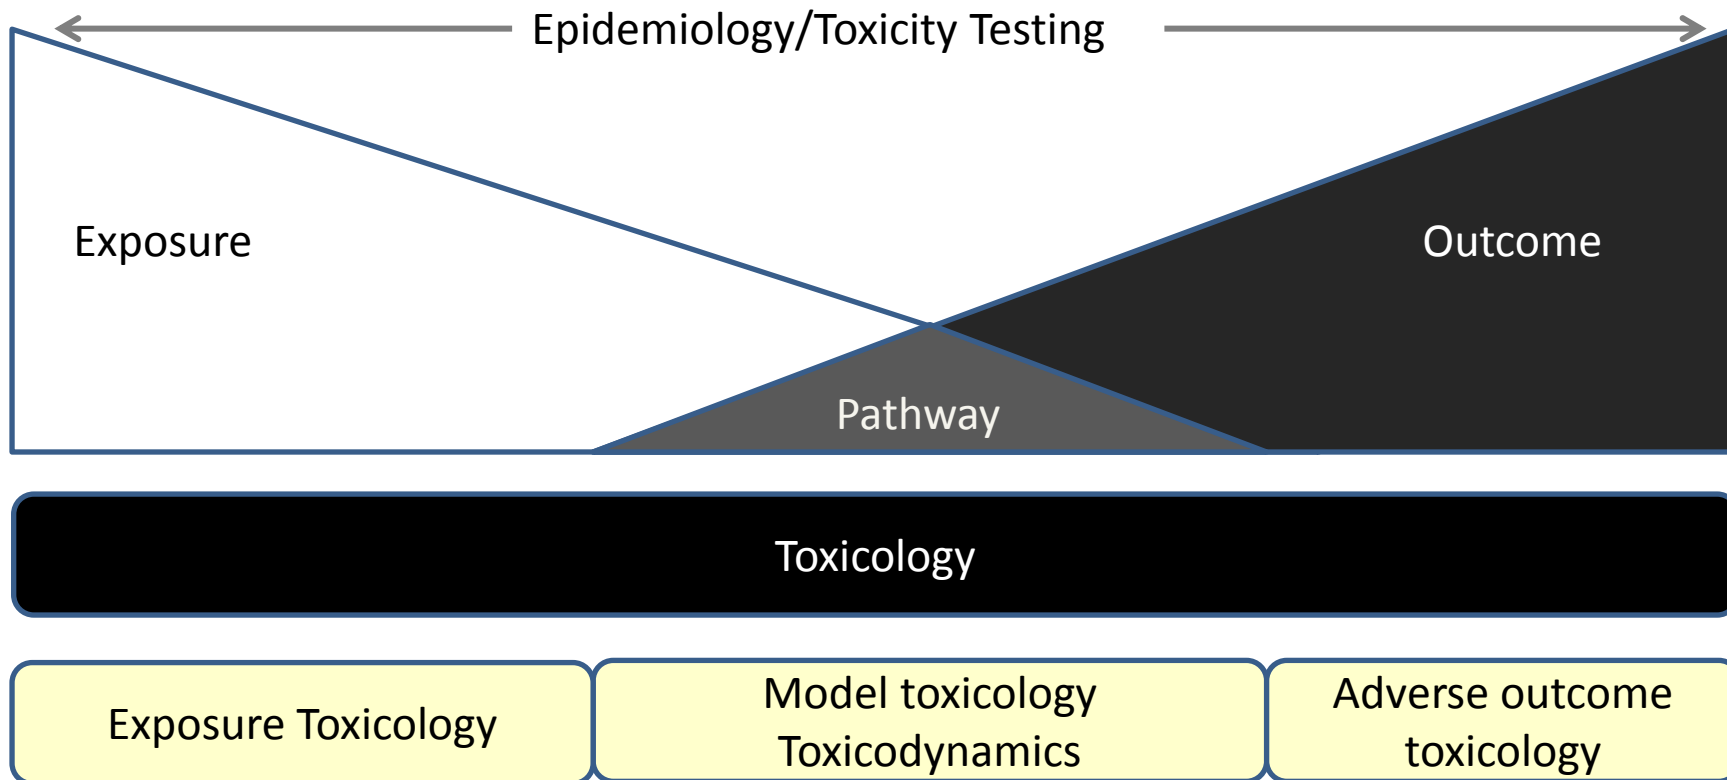 Epidemiology/Toxicity Testing
Exposure
Outcome
Pathway
Toxicology
Exposure Toxicology
Model toxicology
Toxicodynamics
Adverse outcome
toxicology